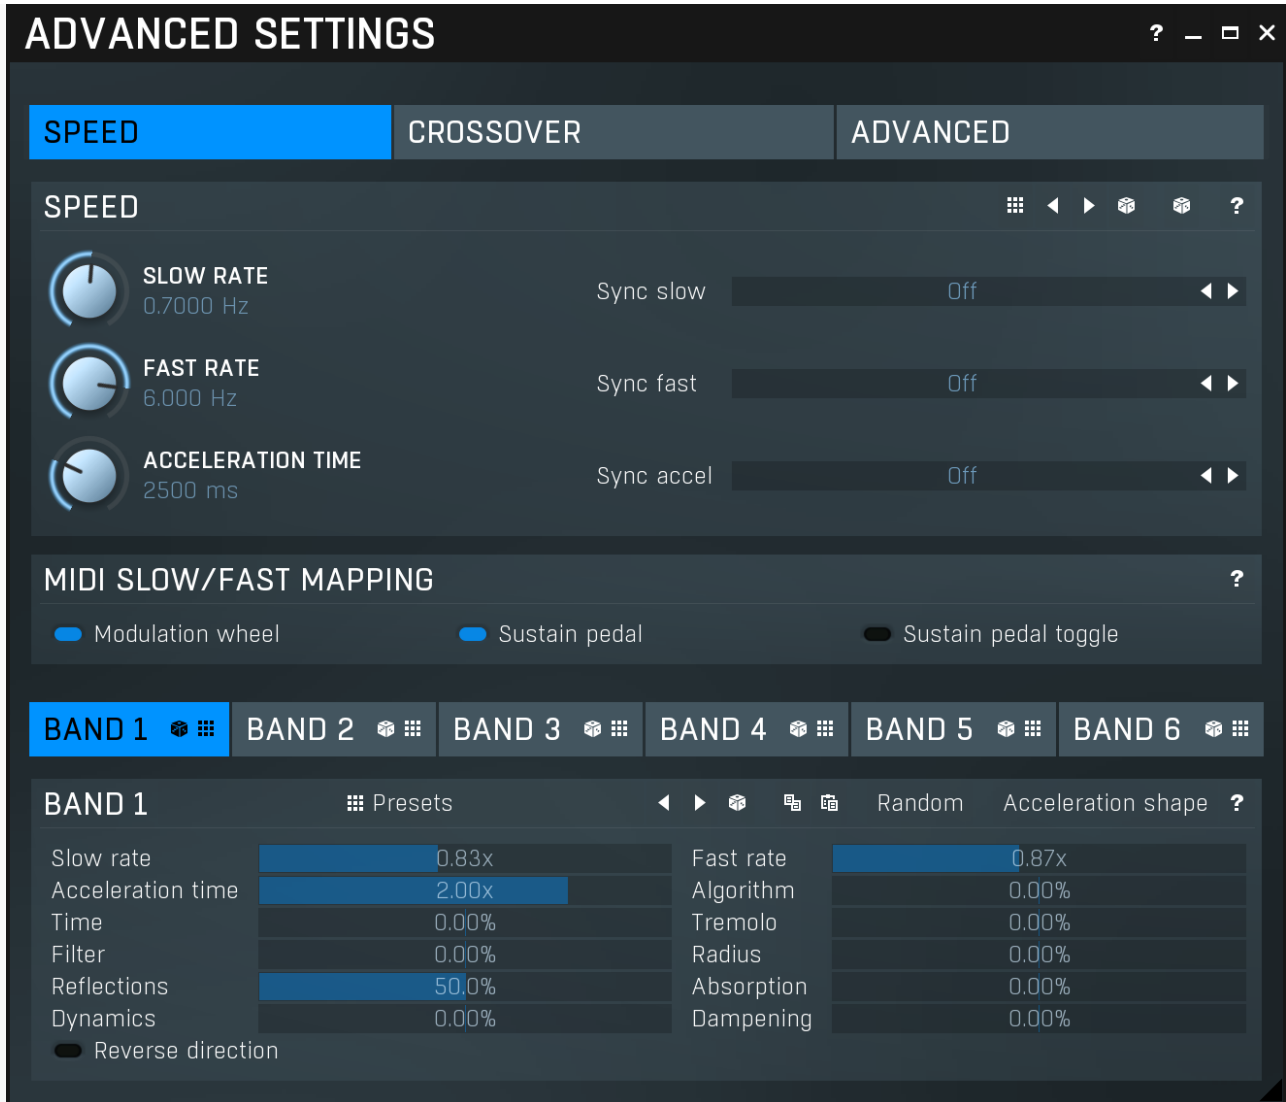 ADVANCED SETTINGS ?
SPEED CROSSOVER ADVANCED
SPEED ?
SLOW RATE
0.7000 Hz
Sync slow Off
FAST RATE
6.000 Hz
Sync fast Off
ACCELERATION TIME
2500 ms
Sync accel Off
MIDI SLOW/FAST MAPPING ?
Modulation wheel Sustain pedal Sustain pedal toggle
BAND 1 BAND 2 BAND 3 BAND 4 BAND 5 BAND 6
BAND 1 Presets Random Acceleration shape ?
Slow rate 0.83x Fast rate 0.87x
Acceleration time 2.00x Algorithm 0.00%
Time 0.00% Tremolo 0.00%
Filter 0.00% Radius 0.00%
Reflections 50.0% Absorption 0.00%
Dynamics 0.00% Dampening 0.00%
Reverse direction